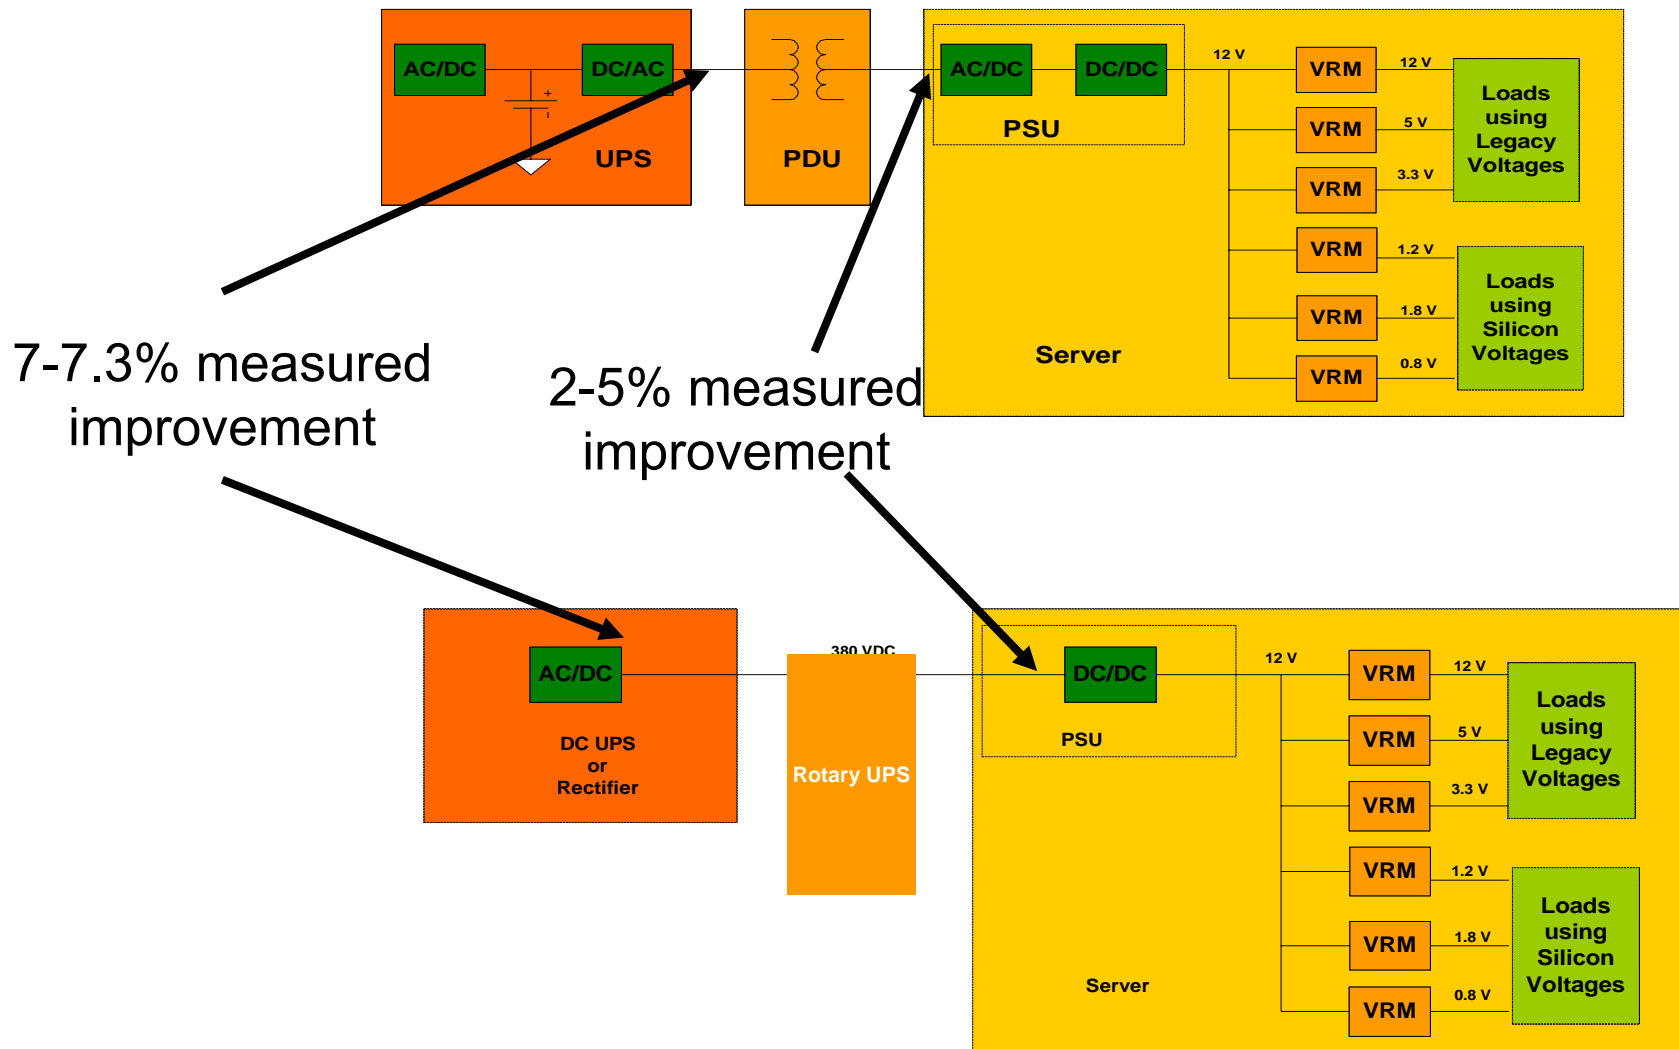 AC/DC
DC/AC
+
UPS
PDU
AC/DC
DC/DC
PSU
12 V
VRM
12 V
VRM
5 V
VRM
3.3 V
VRM
1.2 V
VRM
1.8 V
VRM
0.8 V
Loads
using
Legacy
Voltages
Loads
using
Silicon
Voltages
Server
7-7.3% measured
improvement
2-5% measured
improvement
AC/DC
DC UPS
or
Rectifier
380 VDC
Rotary UPS
DC/DC
PSU
12 V
VRM
12 V
VRM
5 V
VRM
3.3 V
VRM
1.2 V
VRM
1.8 V
VRM
0.8 V
Loads
using
Legacy
Voltages
Loads
using
Silicon
Voltages
Server